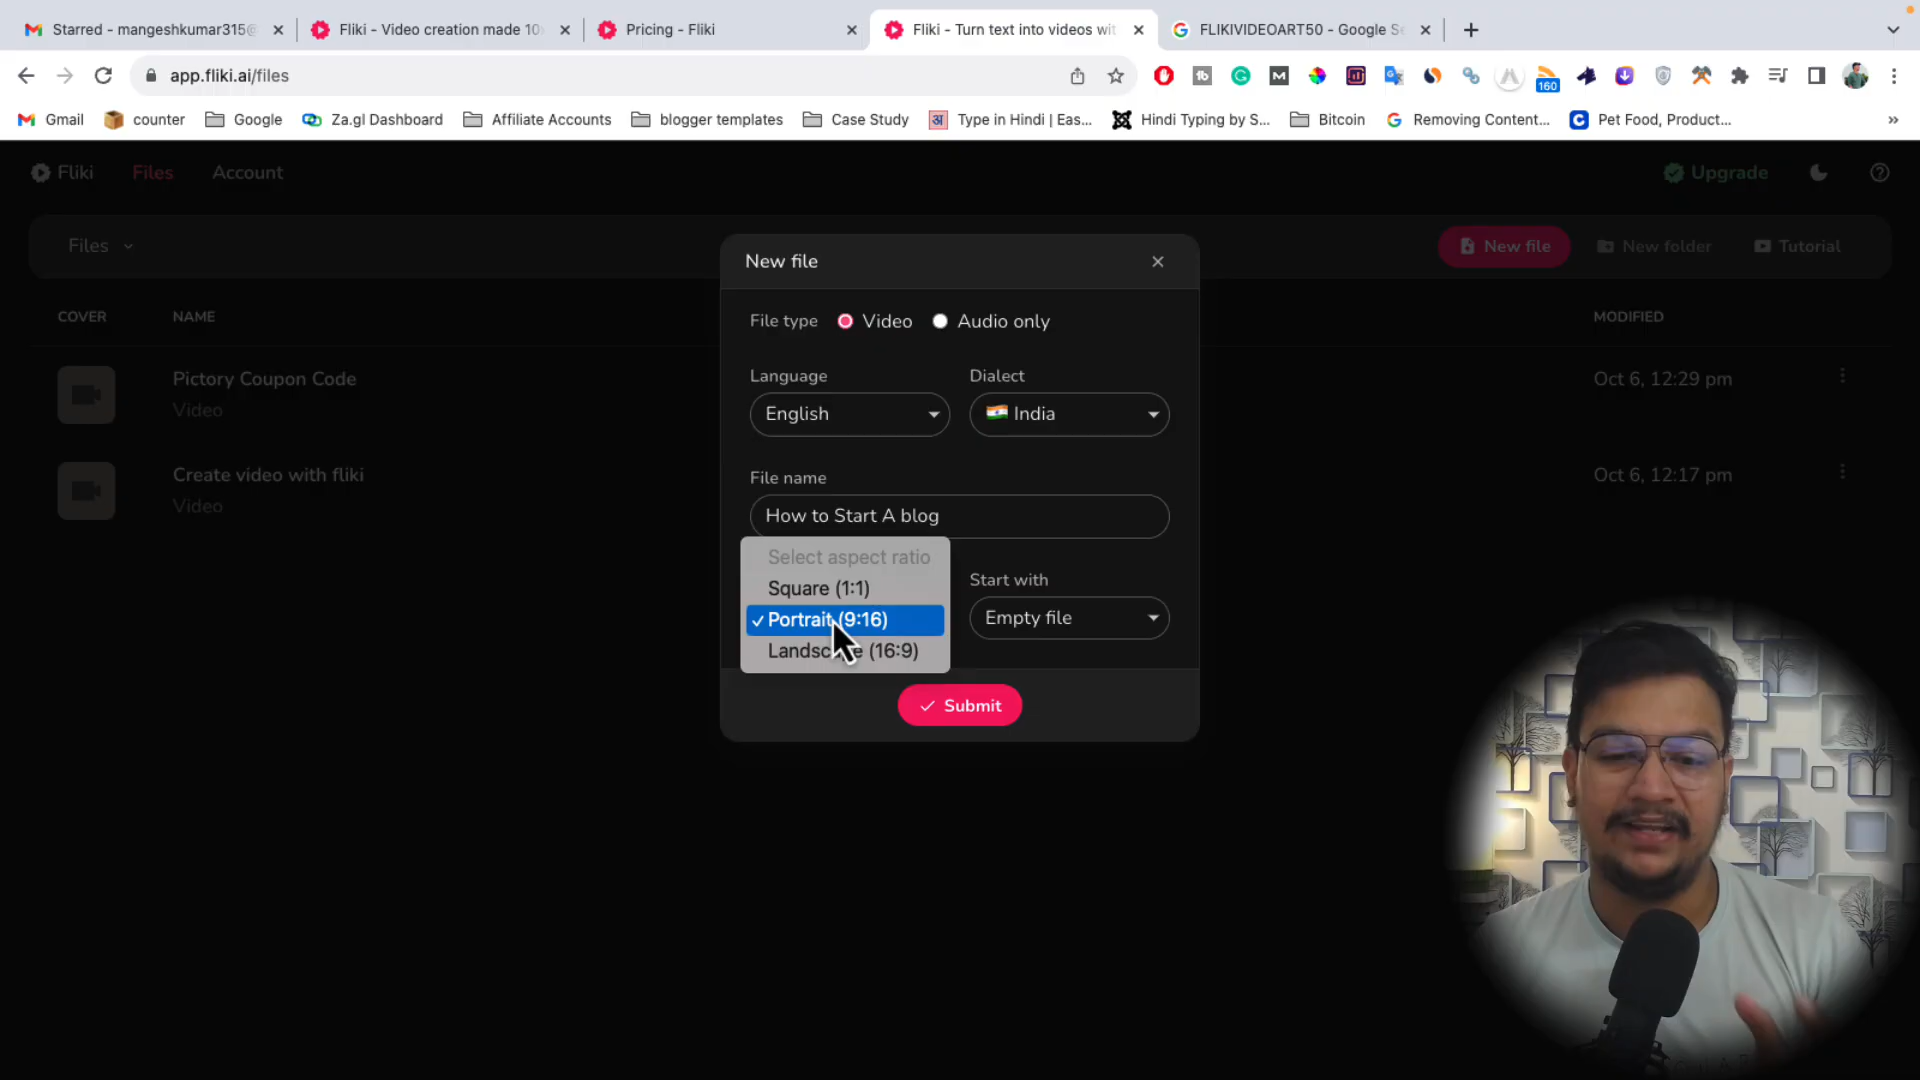 Starred - mangeshkumar315@
Fliki - Video creation made 10
Pricing - Fliki
Fliki - Turn text into videos wit
FLIKIVIDEOART50 - Google Se
app.fliki.ai/files
160
Gmail
counter
Google
Za.gl Dashboard
Affiliate Accounts
blogger templates
Case Study
अ
Type in Hindi | Eas...
Hindi Typing by S...
Bitcoin
Removing Content...
Pet Food, Product...
Fliki
Files
Account
Upgrade
Files
New file
New folder
Tutorial
COVER
NAME
MODIFIED
Pictory Coupon Code
Video
Oct 6, 12:29 pm
Create video with fliki
Video
Oct 6, 12:17 pm
New file
File type
Video
Audio only
Language
Dialect
English
India
File name
How to Start A blog
Select aspect ratio
Square (1:1)
Portrait (9:16)
Landscape (16:9)
Start with
Empty file
Submit